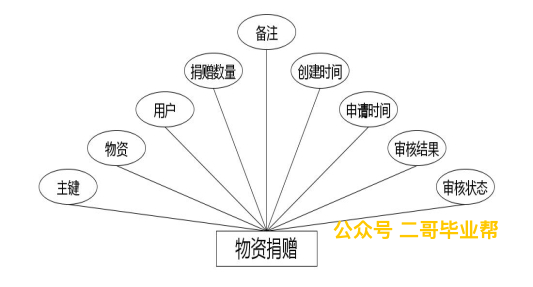 备注
捐赠数量
创建时间
用户
申请时间
物资
审核结果
主键
审核状态
公众号 二哥毕业帮
物资捐赠